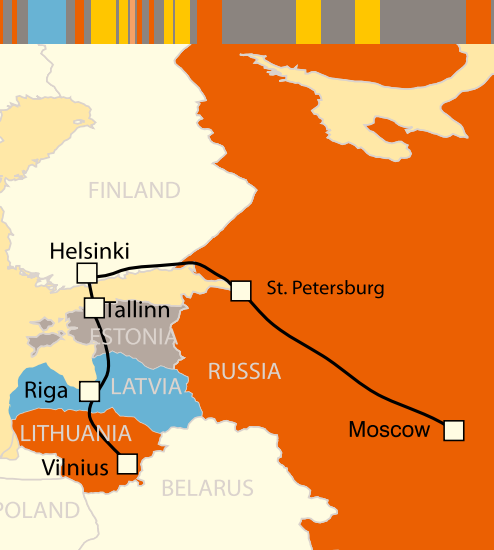 FINLAND
Helsinki
St. Petersburg
Tallinn
ESTONIA
RUSSIA
Riga
LATVIA
Moscow
LITHUANIA
Vilnius
BELARUS
POLAND